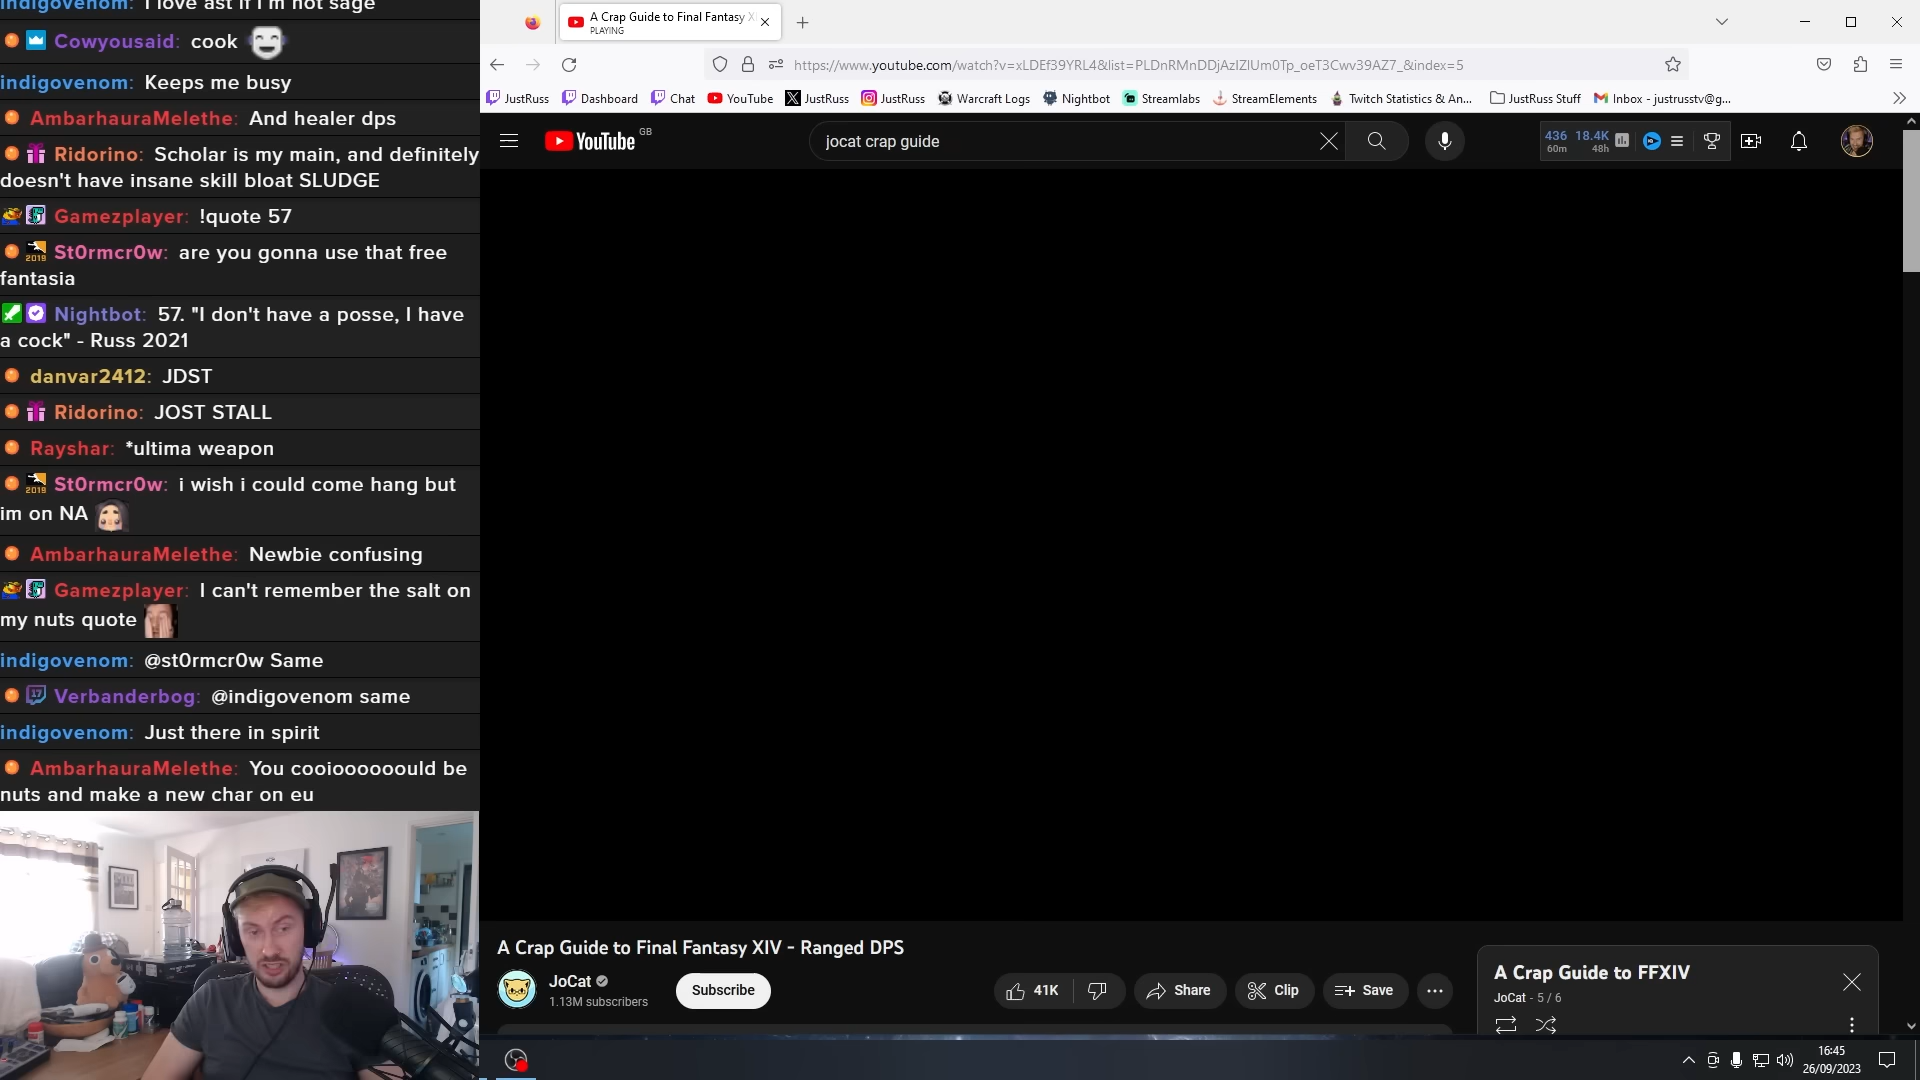 indigovenom: I love ast if I'm not sage
Cowyousaid: cook
indigovenom: Keeps me busy
AmbarhauraMelethe: And healer dps
Ridorino: Scholar is my main, and definitely
doesn't have insane skill bloat SLUDGE
Gamezplayer: !quote 57
2019 St0rmcr0w: are you gonna use that free
fantasia
Nightbot: 57. "I don't have a posse, I have
a cock" - Russ 2021
danvar2412: JDST
Ridorino: JOST STALL
Rayshar: *ultima weapon
2019 St0rmcr0w: i wish i could come hang but
im on NA
AmbarhauraMelethe: Newbie confusing
Gamezplayer: I can't remember the salt on
my nuts quote
indigovenom: @st0rmcr0w Same
17 Verbanderbog: @indigovenom same
indigovenom: Just there in spirit
AmbarhauraMelethe: You cooioooooould be
nuts and make a new char on eu
A Crap Guide to Final Fantasy X
PLAYING
https://www.youtube.com/watch?v=xLDEf39YRL4&list=PLDnRMnDDjAzIZlUm0Tp_oeT3Cwv39AZ7_&index=5
JustRuss Dashboard Chat YouTube JustRuss JustRuss Warcraft Logs Nightbot Streamlabs StreamElements Twitch Statistics & An... JustRuss Stuff Inbox - justrusstv@g...
YouTube GB
jocat crap guide
436 18.4K
60m 48h
A Crap Guide to Final Fantasy XIV - Ranged DPS
JoCat
1.13M subscribers
Subscribe
41K
Share
Clip
Save
A Crap Guide to FFXIV
JoCat - 5 / 6
16:45
26/09/2023